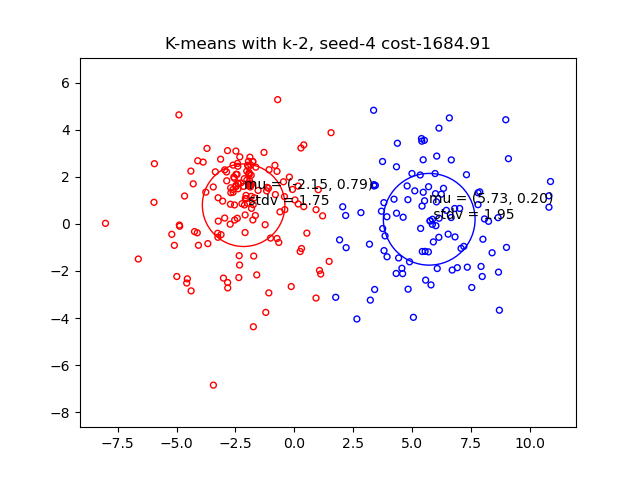 K-means with k-2, seed-4 cost-1684.91
6
4
2
0
−2
−4
−6
−8
mu = (-2.15, 0.79)
stdv = 1.75
mu = (5.73, 0.20)
stdv = 1.95
−7.5 −5.0 −2.5 0.0 2.5 5.0 7.5 10.0